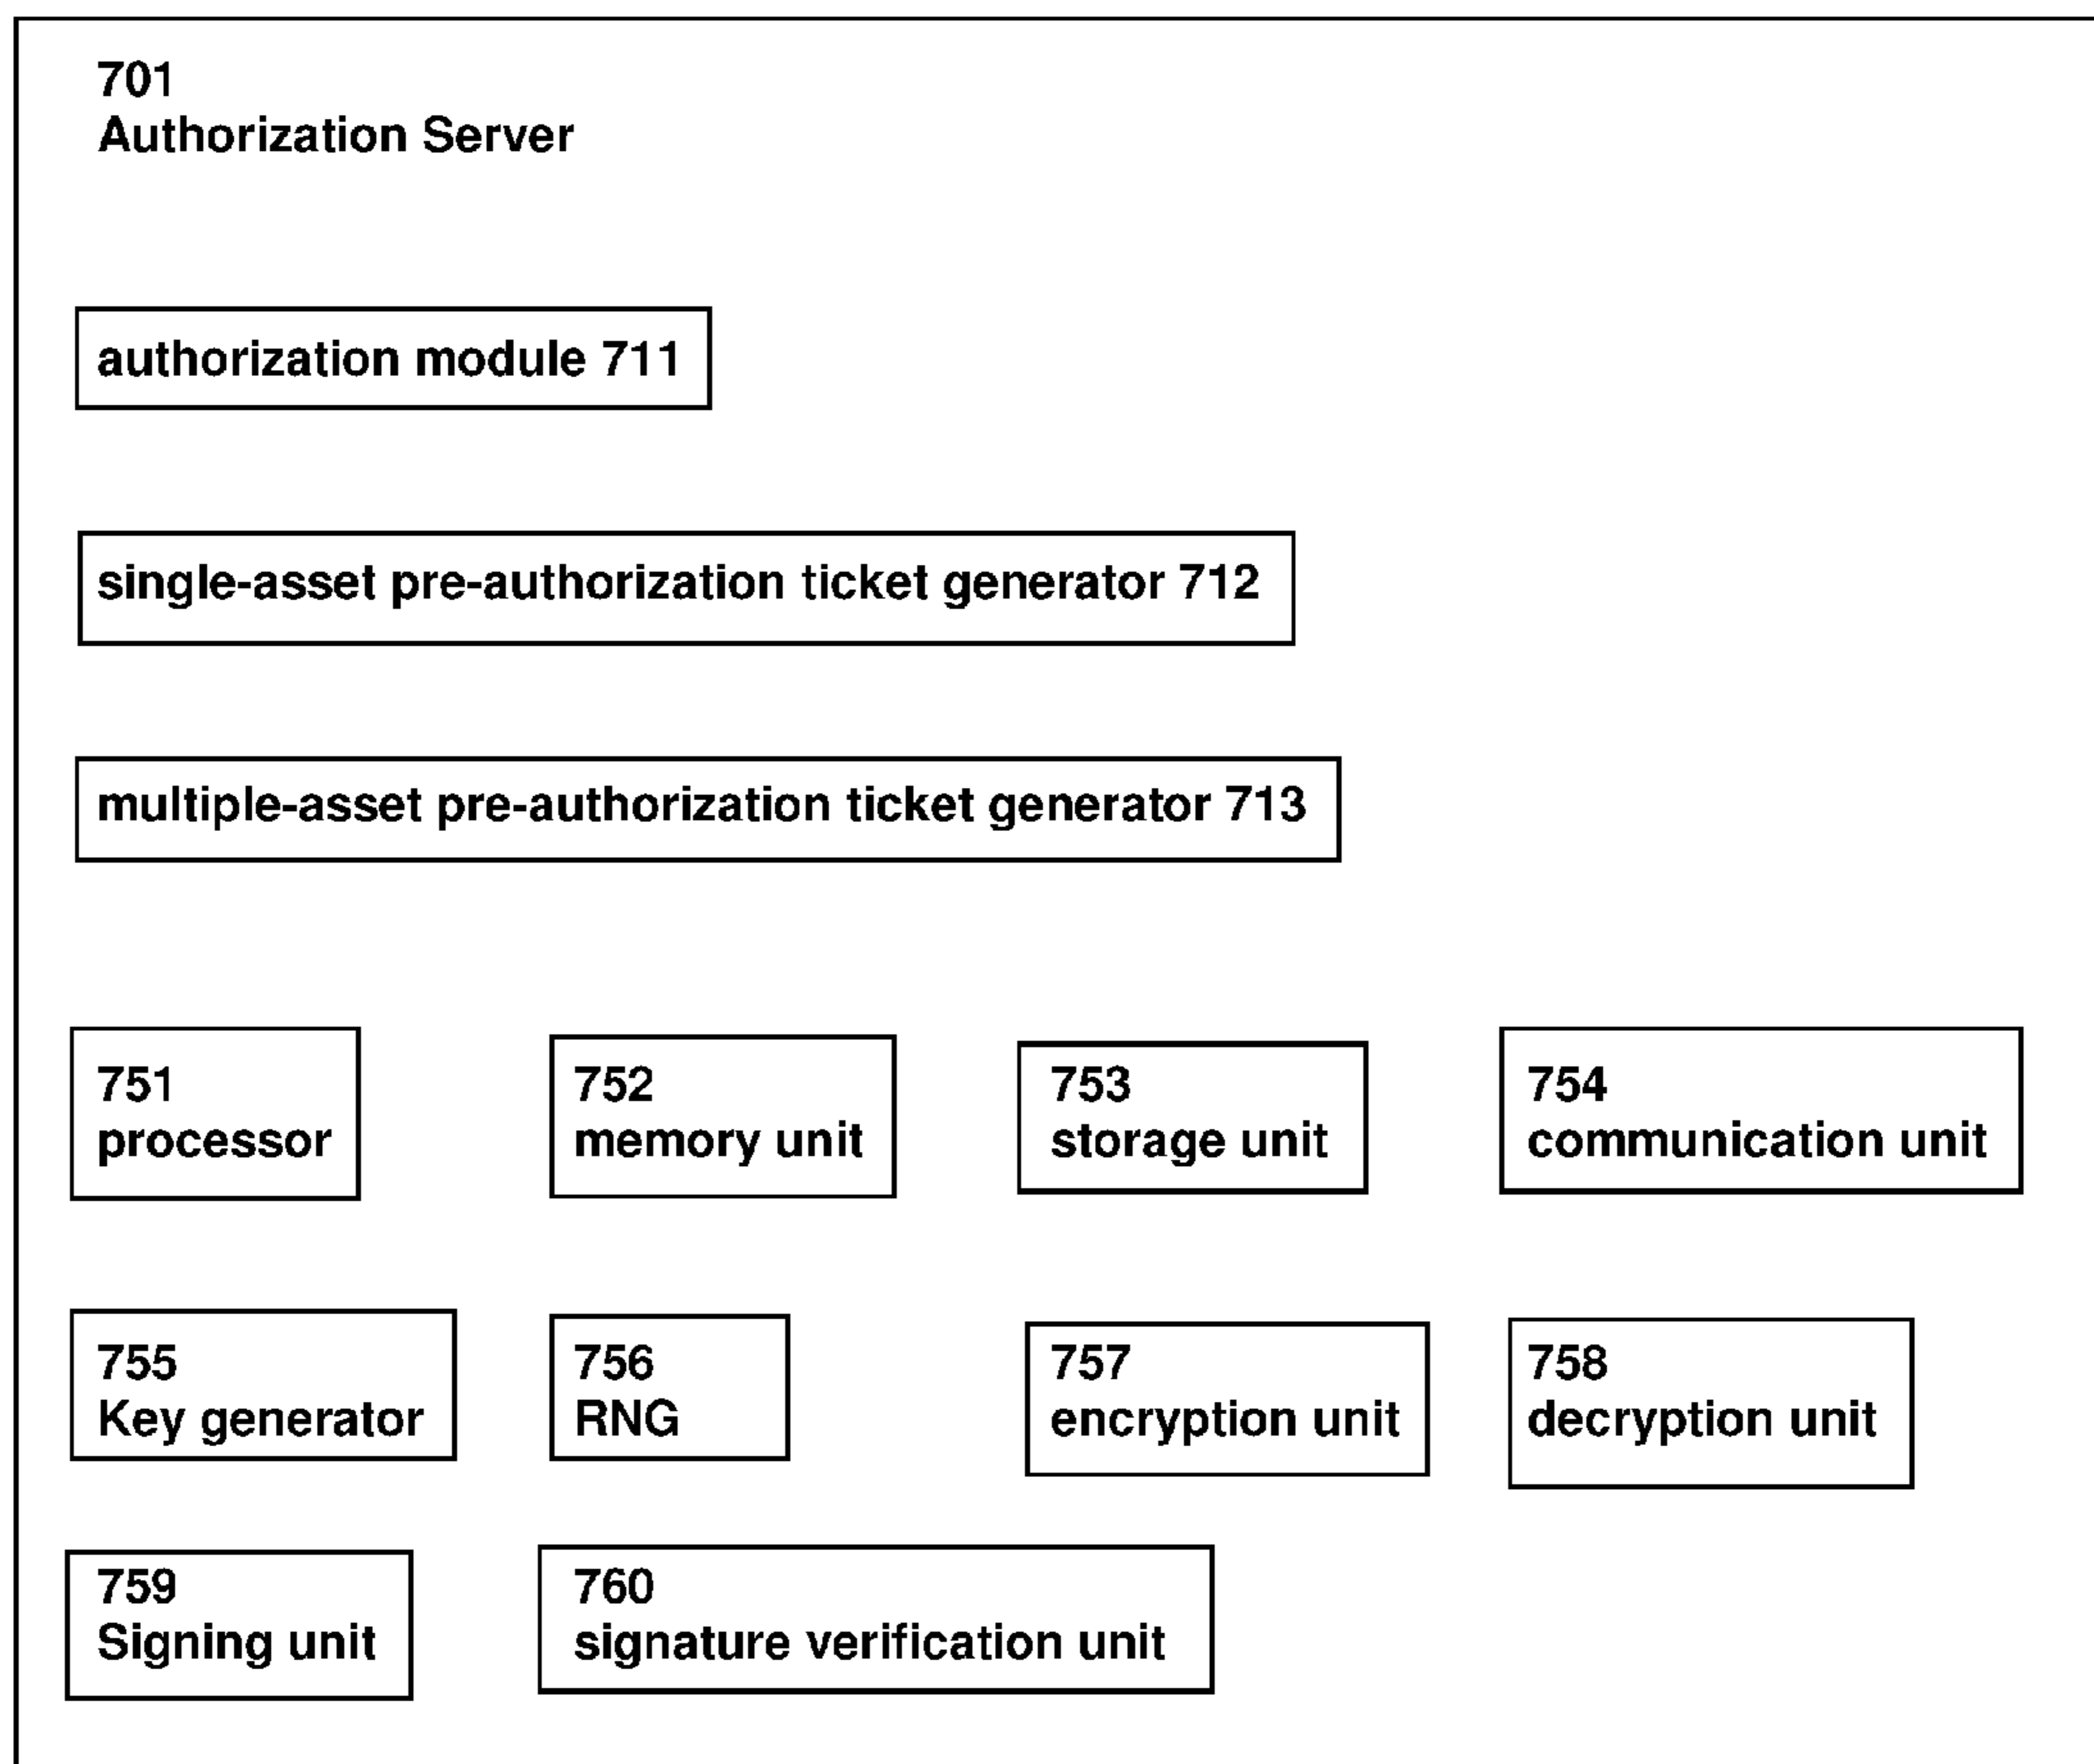 701
Authorization Server
authorization module 711
single-asset pre-authorization ticket generator 712
multiple-asset pre-authorization ticket generator 713
751
processor
752
memory unit
753
storage unit
754
communication unit
755
Key generator
756
RNG
757
encryption unit
758
decryption unit
759
Signing unit
760
signature verification unit